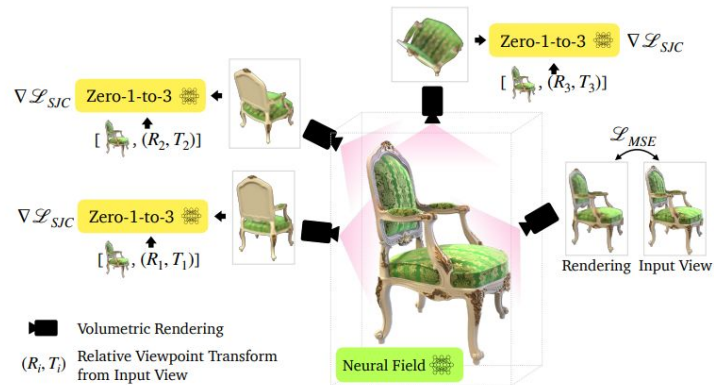 Zero-1-to-3
∇ℒ_SJC
[ , (R₃, T₃)]
∇ℒ_SJC
Zero-1-to-3
[ , (R₂, T₂)]
ℒ_MSE
∇ℒ_SJC
Zero-1-to-3
[ , (R₁, T₁)]
Rendering
Input View
Volumetric Rendering
(Rᵢ, Tᵢ)
Relative Viewpoint Transform
from Input View
Neural Field